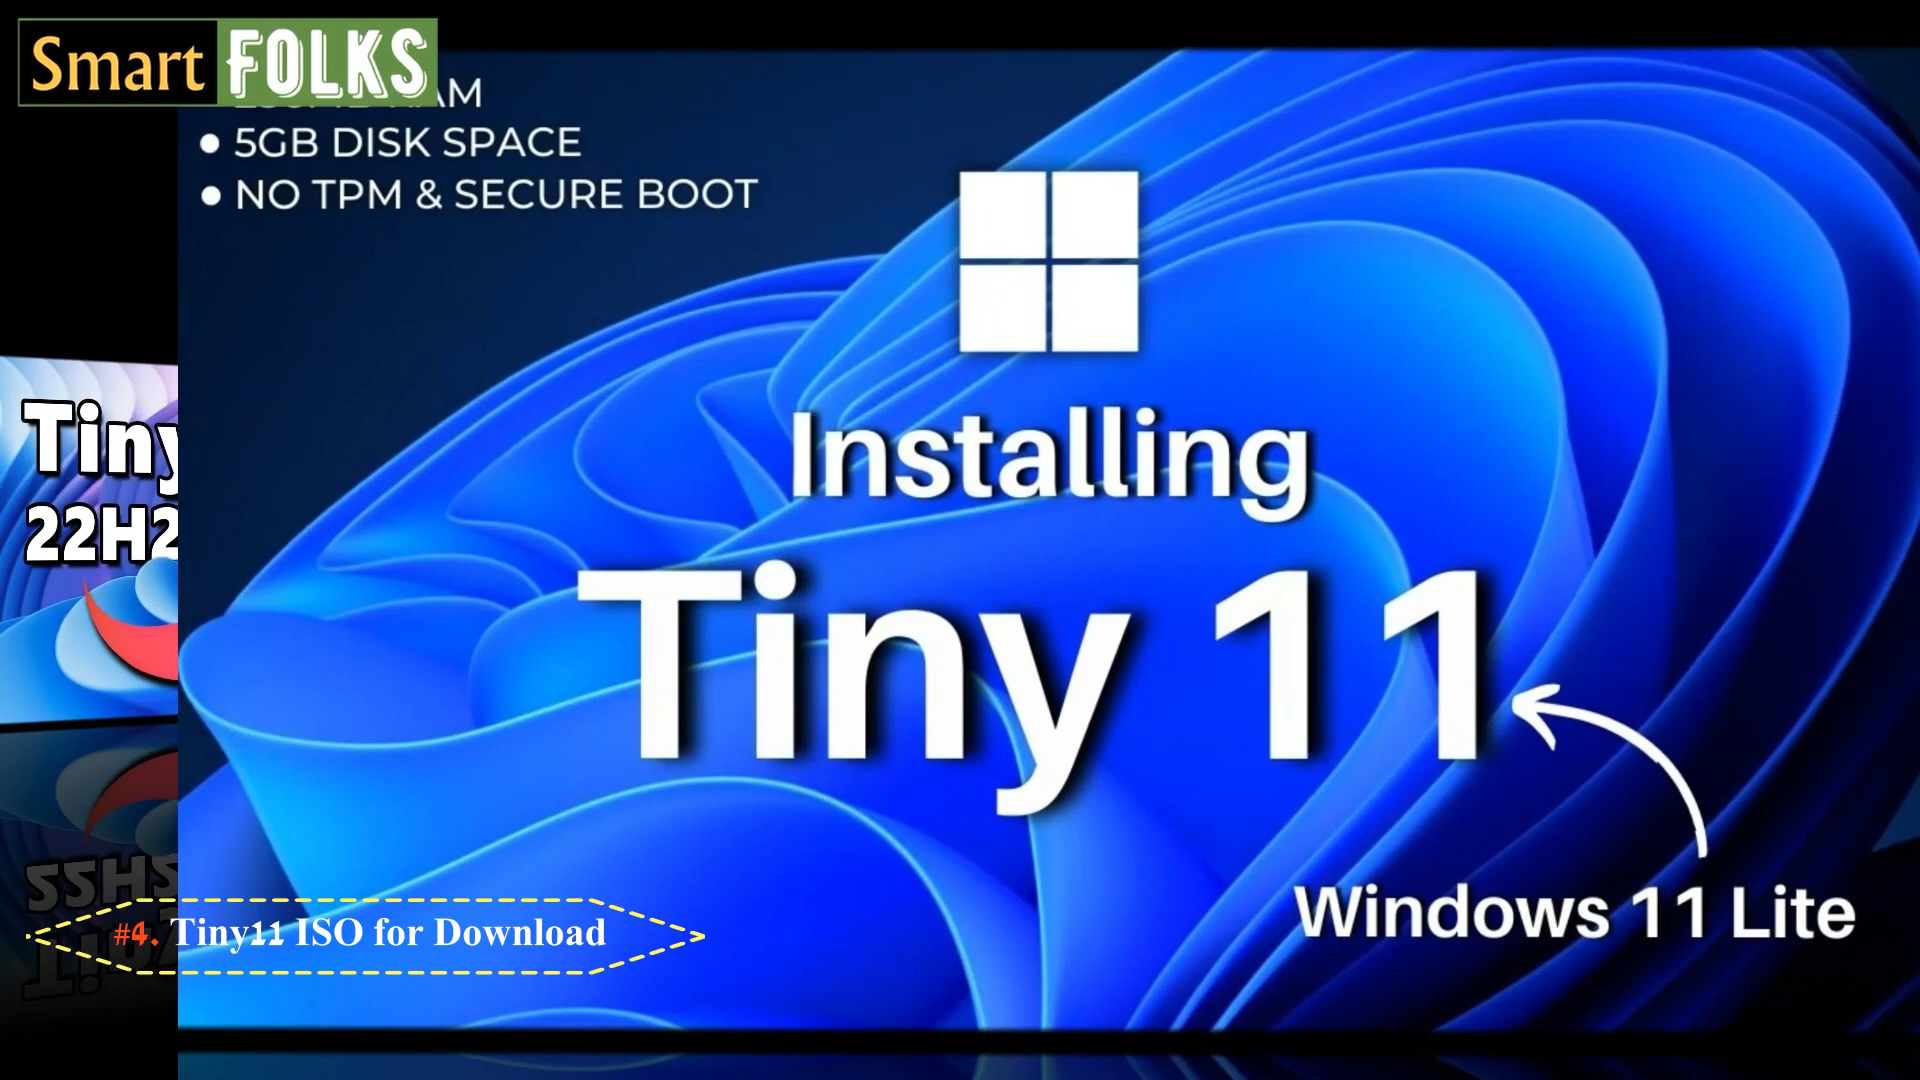 Smart FOLKS
● 5GB DISK SPACE
● NO TPM & SECURE BOOT
Installing
Tiny 11
Windows 11 Lite
Tiny
22H2
#4. Tiny11 ISO for Download